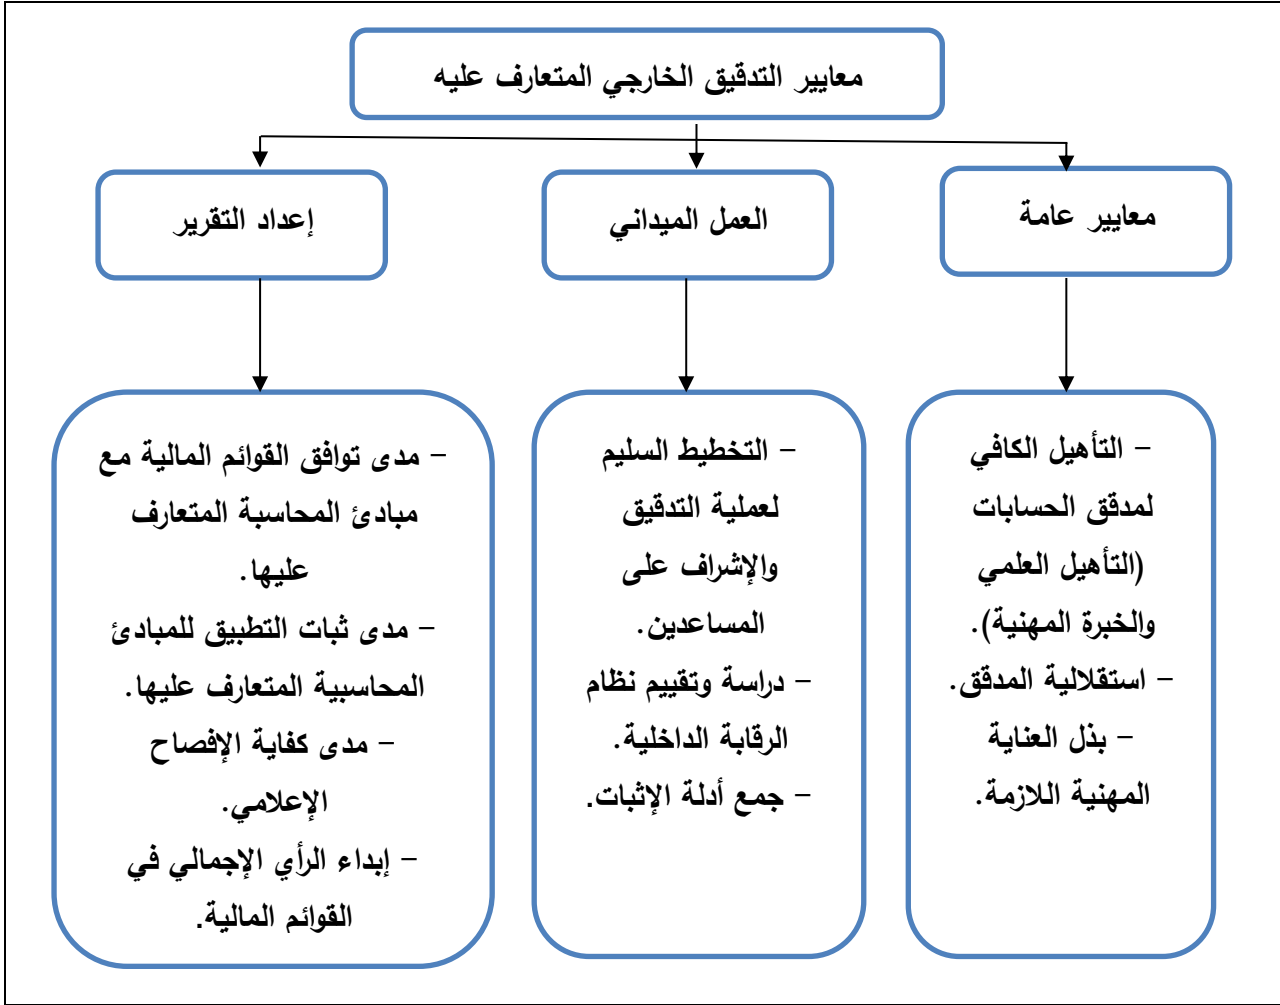 معايير التدقيق الخارجي المتعارف عليه
معايير عامة
العمل الميداني
إعداد التقرير
– التأهيل الكافي
لمدقق الحسابات
(التأهيل العلمي
والخبرة المهنية).
– استقلالية المدقق.
– بذل العناية
المهنية اللازمة.
– التخطيط السليم
لعملية التدقيق
والإشراف على
المساعدين.
– دراسة وتقييم نظام
الرقابة الداخلية.
– جمع أدلة الإثبات.
– مدى توافق القوائم المالية مع
مبادئ المحاسبة المتعارف
عليها.
– مدى ثبات التطبيق للمبادئ
المحاسبية المتعارف عليها.
– مدى كفاية الإفصاح
الإعلامي.
– إبداء الرأي الإجمالي في
القوائم المالية.